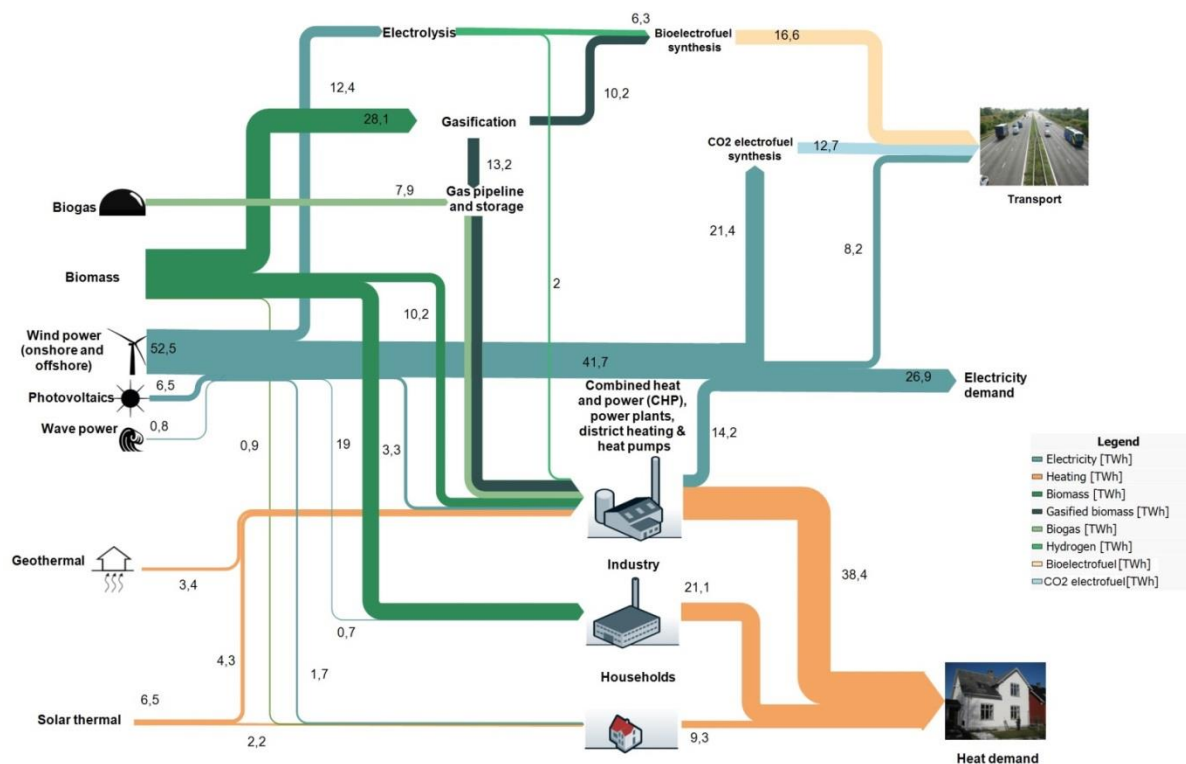 6,3
Electrolysis
Bioelectrofuel
synthesis
16,6
12,4
10,2
28,1
Gasification
CO2 electrofuel
synthesis
12,7
13,2
7,9
Gas pipeline
and storage
Biogas
Transport
21,4
8,2
Biomass
2
10,2
Wind power
(onshore and
offshore)
52,5
41,7
26,9
Electricity
demand
Photovoltaics
6,5
Combined heat
and power (CHP),
power plants,
district heating &
heat pumps
Wave power
0,8
0,9
19
3,3
14,2
Legend
Electricity [TWh]
Heating [TWh]
Biomass [TWh]
Gasified biomass [TWh]
Biogas [TWh]
Hydrogen [TWh]
Bioelectrofuel[TWh]
CO2 electrofuel[TWh]
Geothermal
3,4
Industry
21,1
38,4
0,7
4,3
1,7
Households
6,5
Solar thermal
2,2
9,3
Heat demand